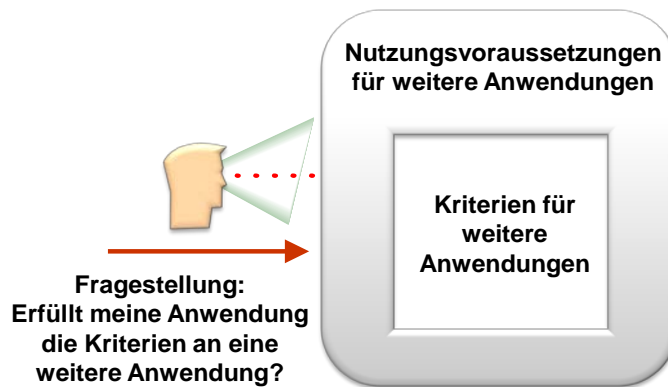 Nutzungsvoraussetzungen
für weitere Anwendungen
Kriterien für
weitere
Anwendungen
Fragestellung:
Erfüllt meine Anwendung
die Kriterien an eine
weitere Anwendung?